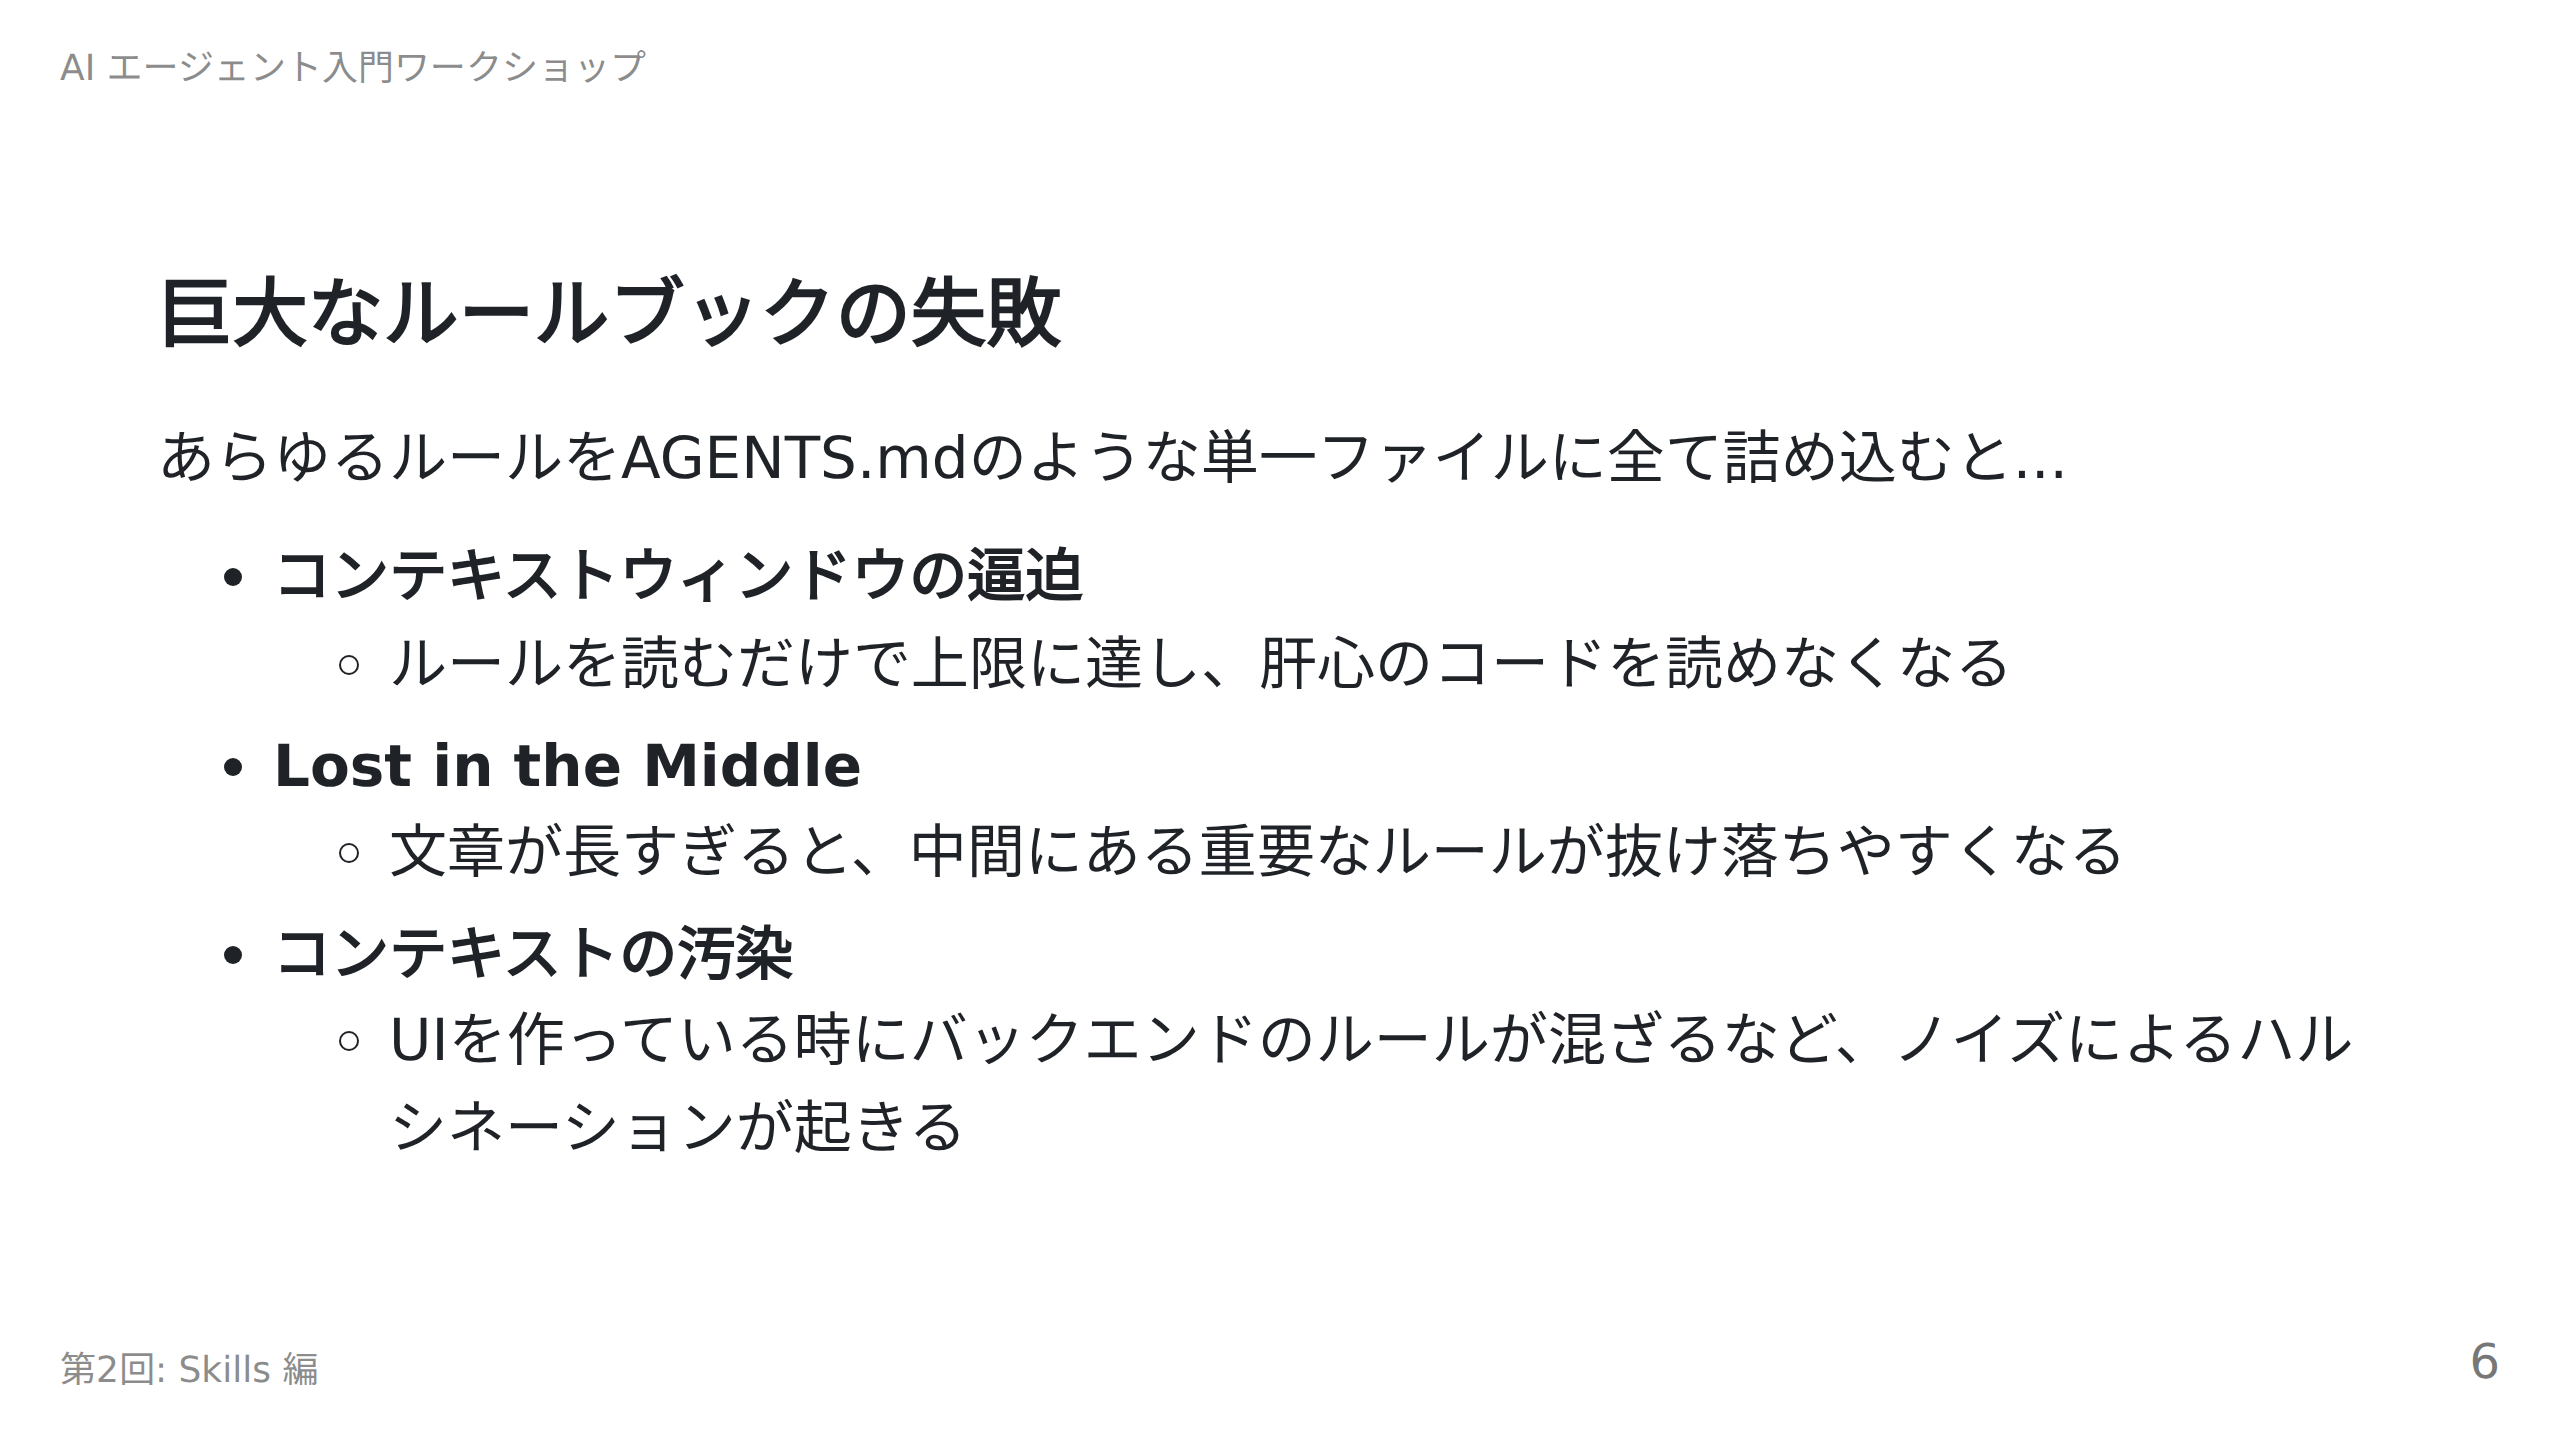 AI エージェント入門ワークショップ
巨大なルールブックの失敗
あらゆるルールをAGENTS.mdのような単一ファイルに全て詰め込むと...
• コンテキストウィンドウの逼迫
○ ルールを読むだけで上限に達し、肝心のコードを読めなくなる
• Lost in the Middle
○ 文章が長すぎると、中間にある重要なルールが抜け落ちやすくなる
• コンテキストの汚染
○ UIを作っている時にバックエンドのルールが混ざるなど、ノイズによるハル
シネーションが起きる
第2回: Skills 編
6